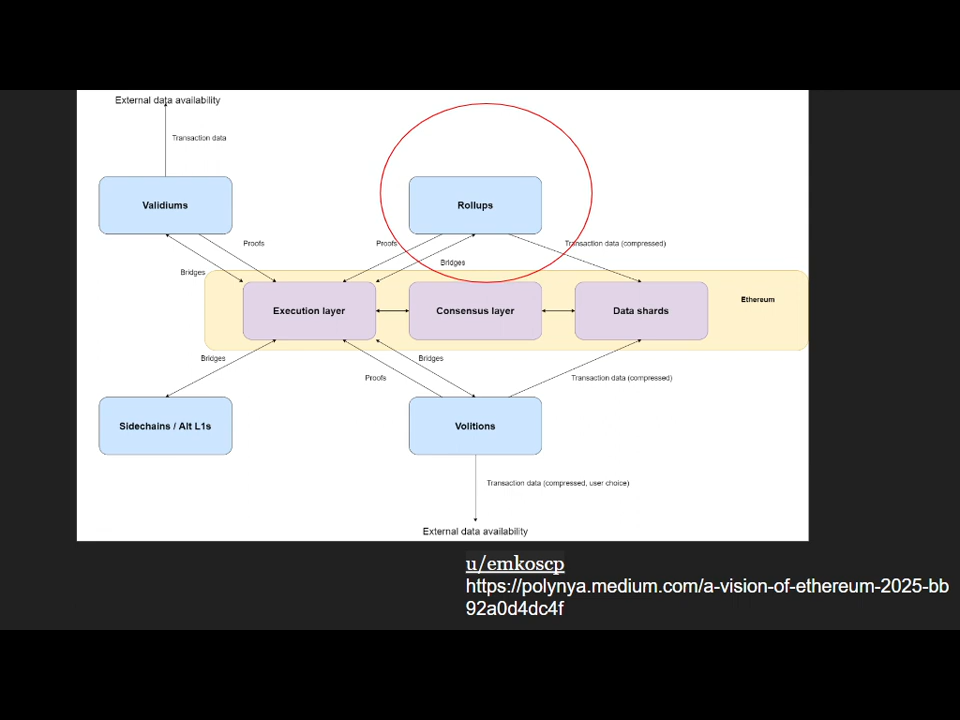 External data availability
Transaction data
Validiums
Rollups
Proofs
Proofs
Transaction data (compressed)
Bridges
Bridges
Ethereum
Execution layer
Consensus layer
Data shards
Bridges
Bridges
Proofs
Transaction data (compressed)
Sidechains / Alt L1s
Volitions
Transaction data (compressed, user choice)
External data availability
u/emkoscp
https://polynya.medium.com/a-vision-of-ethereum-2025-bb
92a0d4dc4f